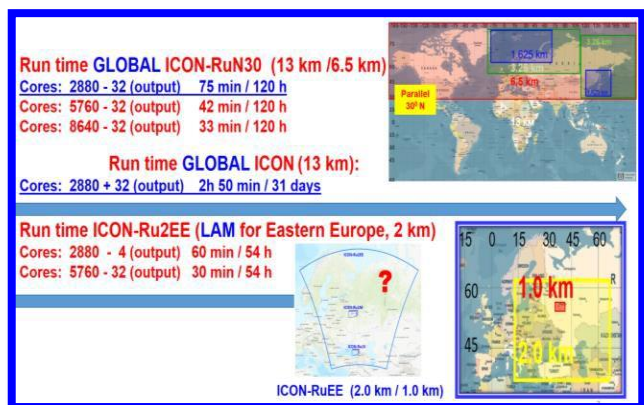 Run time GLOBAL ICON-RuN30 (13 km /6.5 km)
Cores: 2880 - 32 (output) 75 min / 120 h
Cores: 5760 - 32 (output) 42 min / 120 h
Cores: 8640 - 32 (output) 33 min / 120 h
1.625 km
6.5 km
Parallel
30⁰ N
Run time GLOBAL ICON (13 km):
Cores: 2880 + 32 (output) 2h 50 min / 31 days
Run time ICON-Ru2EE (LAM for Eastern Europe, 2 km)
Cores: 2880 - 4 (output) 60 min / 54 h
Cores: 5760 - 32 (output) 30 min / 54 h
?
15 0 15 30 45 60
60
R
1.0 km
45
2.0 km
ICON-RuEE (2.0 km / 1.0 km)